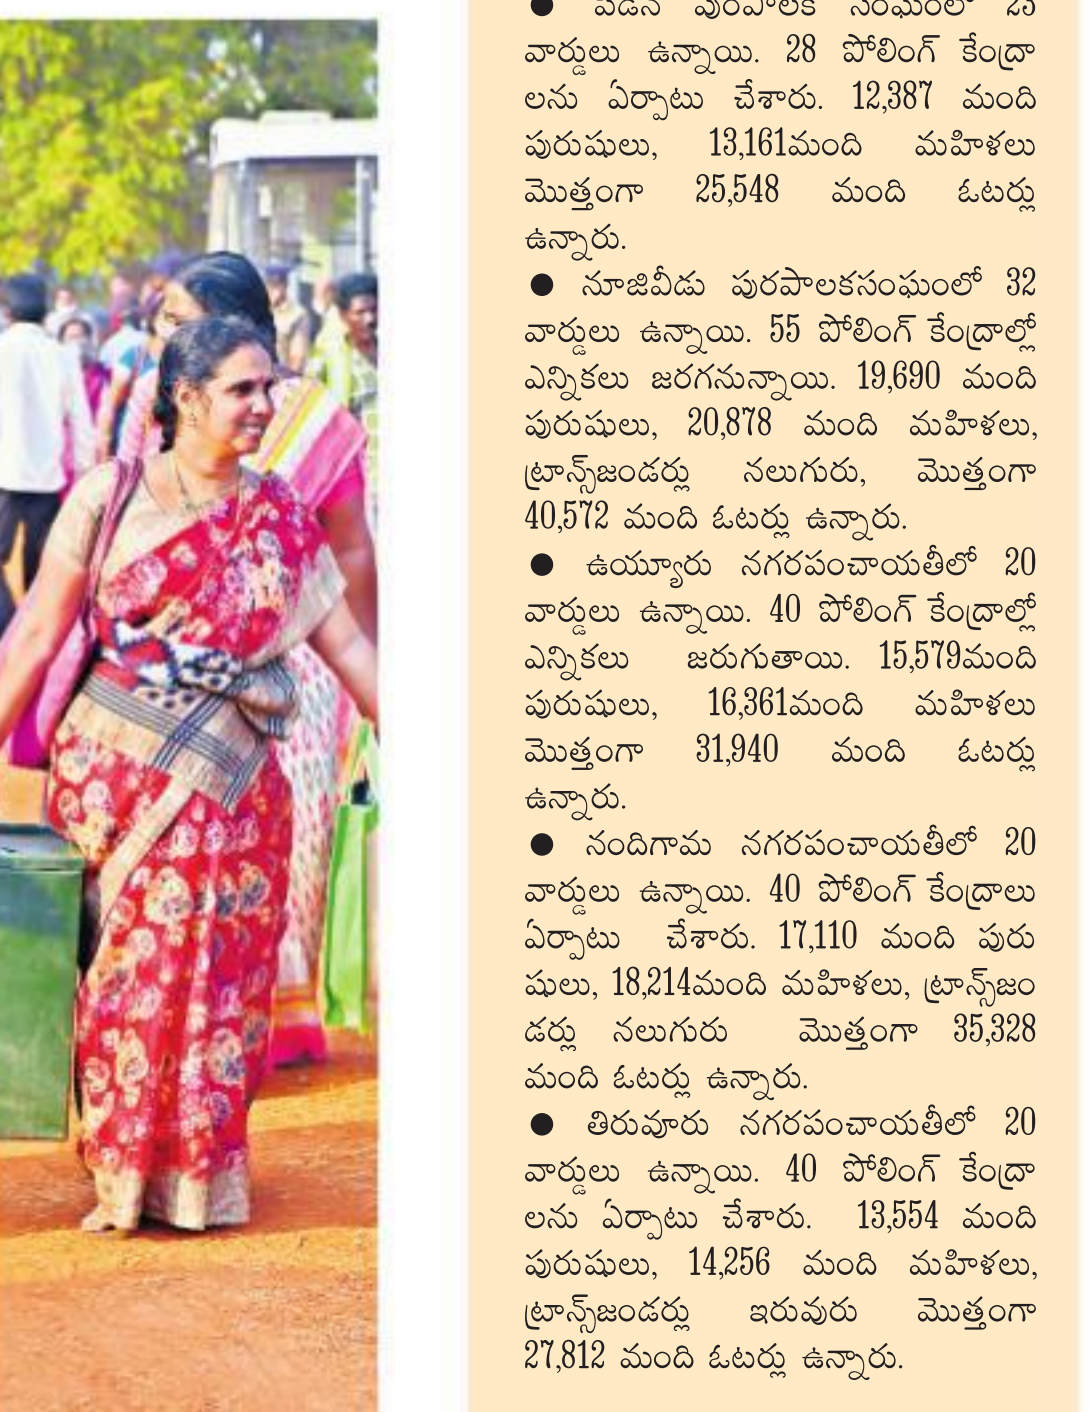 ● పెడన పురపాలక సంఘంలో 23
వార్డులు ఉన్నాయి. 28 పోలింగ్ కేంద్రా
లను ఏర్పాటు చేశారు. 12,387 మంది
పురుషులు, 13,161మంది మహిళలు
మొత్తంగా 25,548 మంది ఓటర్లు
ఉన్నారు.
● నూజివీడు పురపాలకసంఘంలో 32
వార్డులు ఉన్నాయి. 55 పోలింగ్ కేంద్రాల్లో
ఎన్నికలు జరగనున్నాయి. 19,690 మంది
పురుషులు, 20,878 మంది మహిళలు,
ట్రాన్స్‌జండర్లు నలుగురు, మొత్తంగా
40,572 మంది ఓటర్లు ఉన్నారు.
● ఉయ్యూరు నగరపంచాయతీలో 20
వార్డులు ఉన్నాయి. 40 పోలింగ్ కేంద్రాల్లో
ఎన్నికలు జరుగుతాయి. 15,579మంది
పురుషులు, 16,361మంది మహిళలు
మొత్తంగా 31,940 మంది ఓటర్లు
ఉన్నారు.
● నందిగామ నగరపంచాయతీలో 20
వార్డులు ఉన్నాయి. 40 పోలింగ్ కేంద్రాలు
ఏర్పాటు చేశారు. 17,110 మంది పురు
షులు, 18,214మంది మహిళలు, ట్రాన్స్‌జం
డర్లు నలుగురు మొత్తంగా 35,328
మంది ఓటర్లు ఉన్నారు.
● తిరువూరు నగరపంచాయతీలో 20
వార్డులు ఉన్నాయి. 40 పోలింగ్ కేంద్రా
లను ఏర్పాటు చేశారు. 13,554 మంది
పురుషులు, 14,256 మంది మహిళలు,
ట్రాన్స్‌జండర్లు ఇరువురు మొత్తంగా
27,812 మంది ఓటర్లు ఉన్నారు.